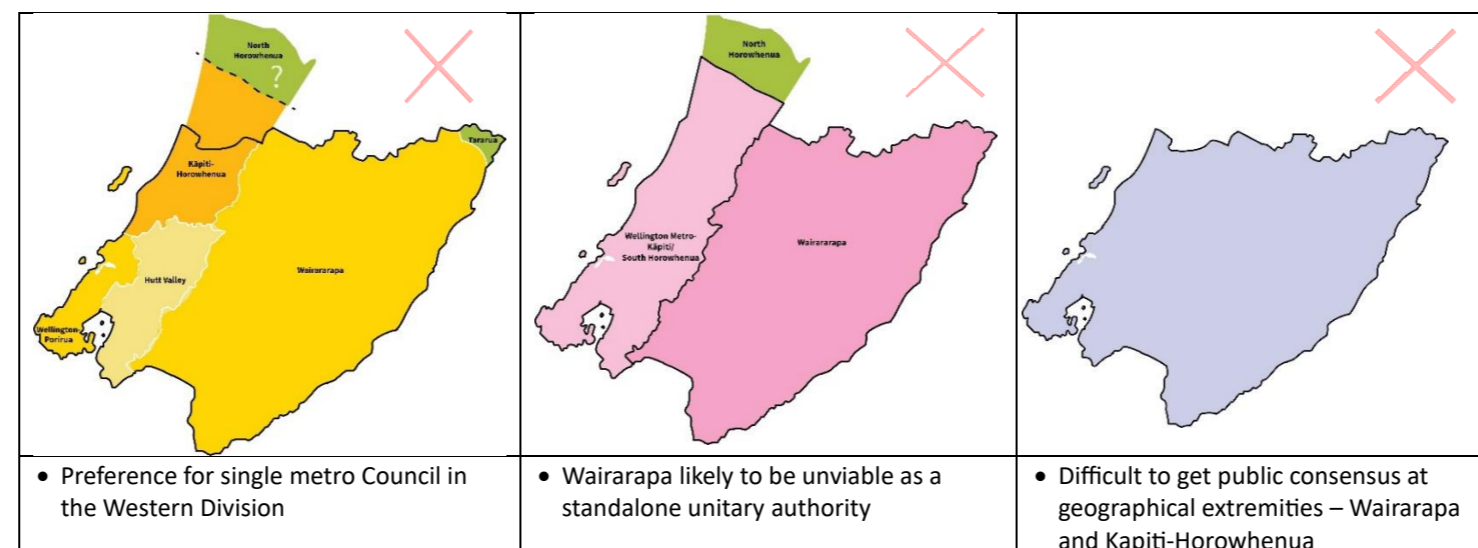 North
Horowhenua
?
Kāpiti-
Horowhenua
Tararua
Hutt Valley
Wairararapa
Wellington-
Porirua
North
Horowhenua
Wellington Metro-
Kāpiti/
South Horowhenua
Wairararapa
• Preference for single metro Council in
the Western Division
• Wairarapa likely to be unviable as a
standalone unitary authority
• Difficult to get public consensus at
geographical extremities – Wairarapa
and Kapiti-Horowhenua